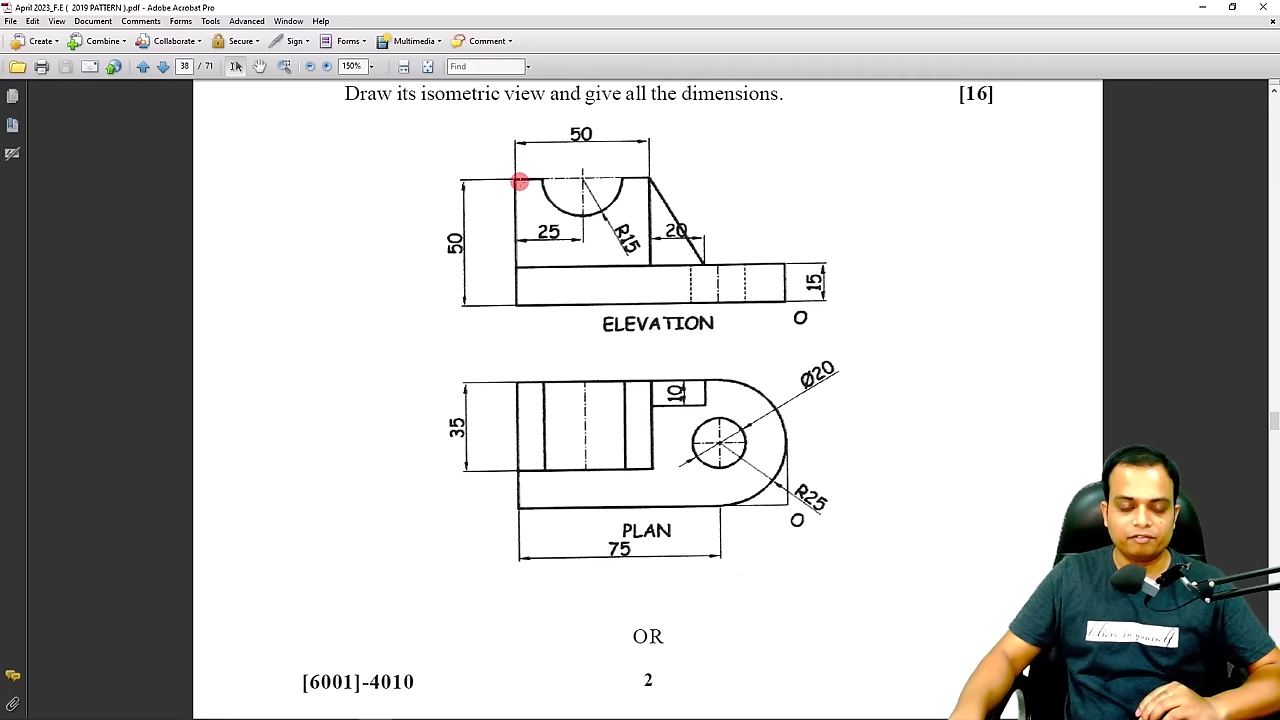 April 2023_F.E ( 2019 PATTERN ).pdf - Adobe Acrobat Pro
File Edit View Document Comments Forms Tools Advanced Window Help
Create Combine Collaborate Secure Sign Forms Multimedia Comment
38 / 71 150% Find
Draw its isometric view and give all the dimensions. [16]
50
50
25
R15
20
15
ELEVATION
O
35
10
Ø20
R25
O
PLAN
75
OR
[6001]-4010 2
believe in yourself